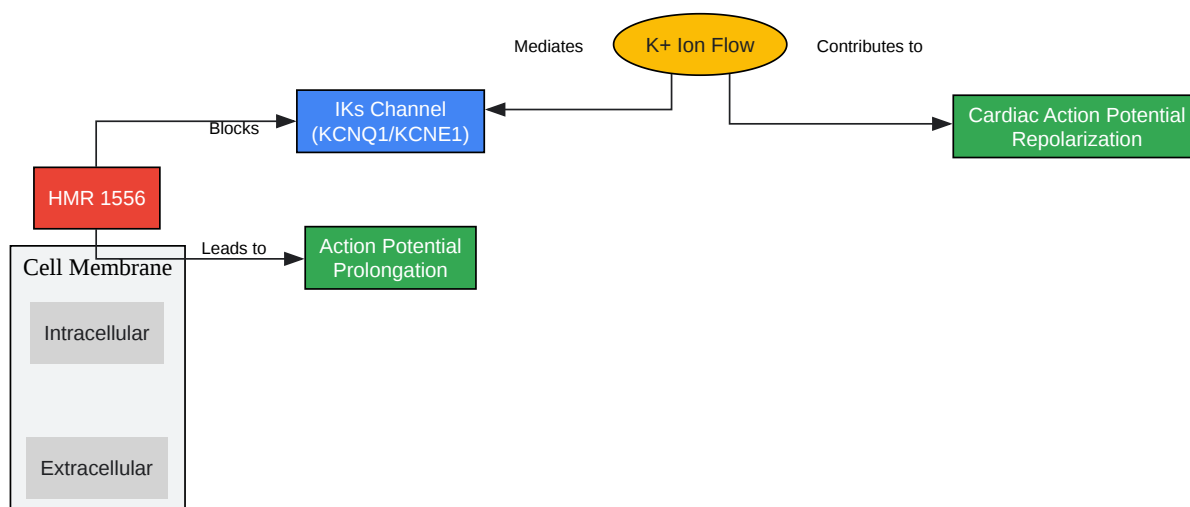 Mediates
K+ Ion Flow
Contributes to
IKs Channel
(KCNQ1/KCNE1)
Cardiac Action Potential
Repolarization
Blocks
HMR 1556
Leads to
Action Potential
Prolongation
Cell Membrane
Intracellular
Extracellular